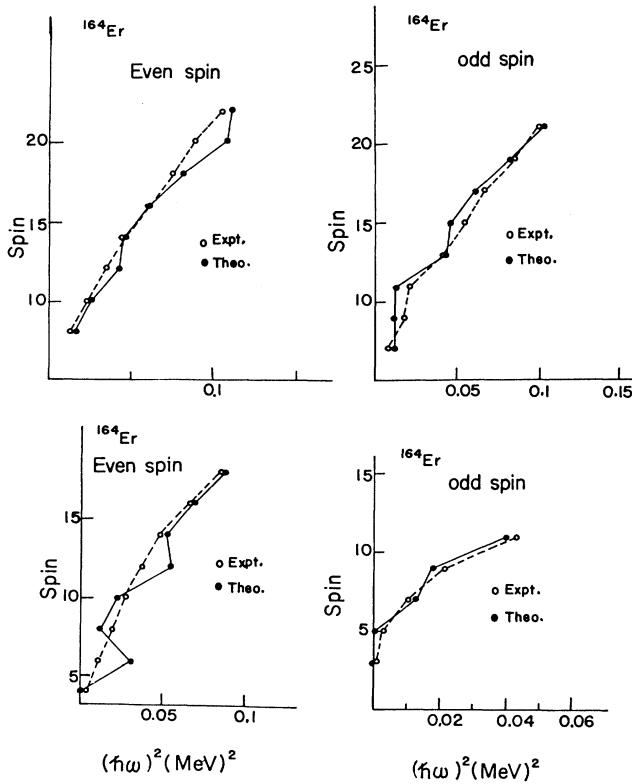 ¹⁶⁴Er
Even spin
20
15
10
Spin
Expt.
Theo.
0.1
¹⁶⁴Er
odd spin
25
20
15
10
Spin
Expt.
Theo.
0.05
0.1
0.15
¹⁶⁴Er
Even spin
15
10
5
Spin
Expt.
Theo.
0.05
0.1
(ħω)²(MeV)²
¹⁶⁴Er
odd spin
15
10
5
Spin
Expt.
Theo.
0.02
0.04
0.06
(ħω)²(MeV)²